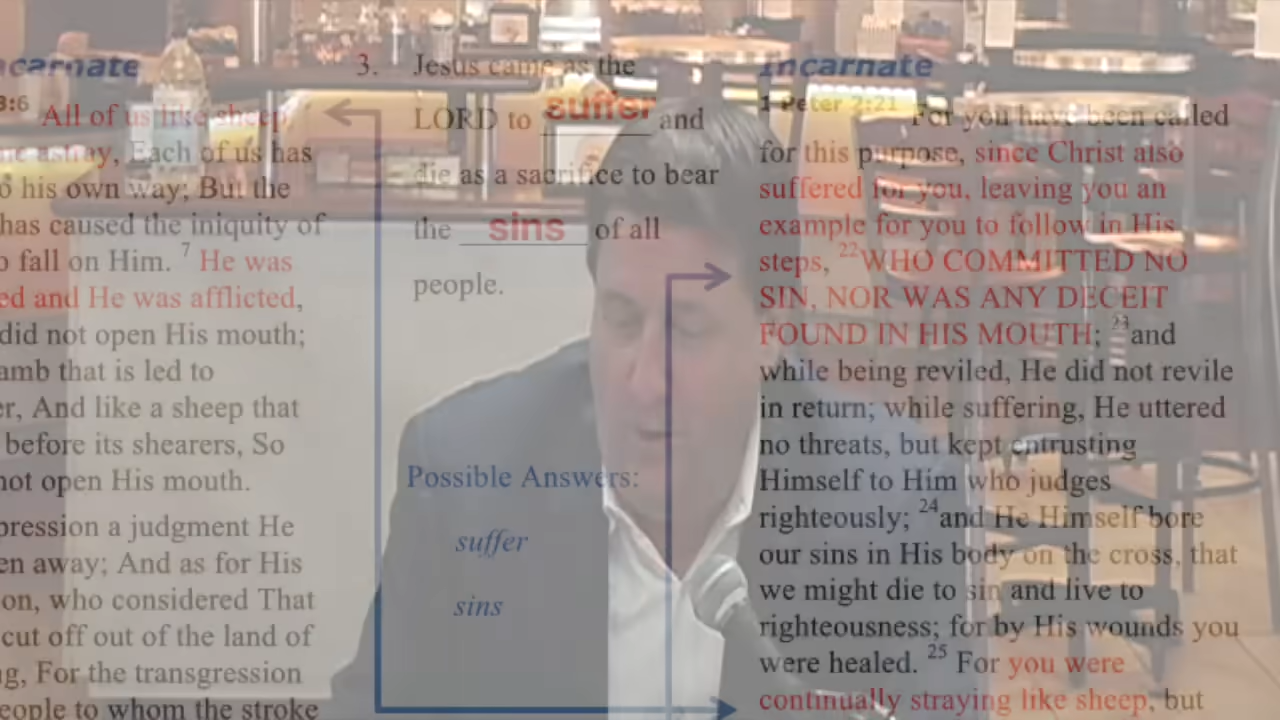 carnate
3:6
All of us like sheep
astray, Each of us has
his own way; But the
has caused the iniquity of
fall on Him. 7 He was
ed and He was afflicted,
did not open His mouth;
amb that is led to
er, And like a sheep that
before its shearers, So
not open His mouth.
pression a judgment He
en away; And as for His
on, who considered That
cut off out of the land of
g, For the transgression
eople to whom the stroke
3. Jesus came as the
LORD to suffer and
die as a sacrifice to bear
the sins of all
people.
Possible Answers:
suffer
sins
Incarnate
1 Peter 2:21 For you have been called
for this purpose, since Christ also
suffered for you, leaving you an
example for you to follow in His
steps, 22 WHO COMMITTED NO
SIN, NOR WAS ANY DECEIT
FOUND IN HIS MOUTH; 23 and
while being reviled, He did not revile
in return; while suffering, He uttered
no threats, but kept entrusting
Himself to Him who judges
righteously; 24 and He Himself bore
our sins in His body on the cross, that
we might die to sin and live to
righteousness; for by His wounds you
were healed. 25 For you were
continually straying like sheep, but